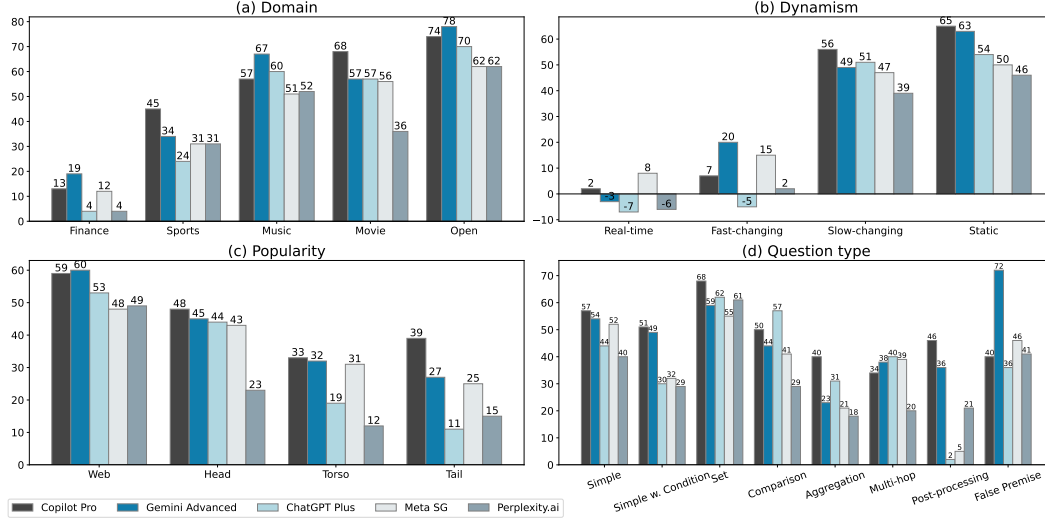 (a) Domain
80
70
60
50
40
30
20
10
0
13 19 4 12 4
45 34 24 31 31
57 67 60 51 52
68 57 57 56 36
74 78 70 62 62
Finance Sports Music Movie Open
(b) Dynamism
60
50
40
30
20
10
0
−10
2 -3 -7 8 -6
7 20 -5 15 2
56 49 51 47 39
65 63 54 50 46
Real-time Fast-changing Slow-changing Static
(c) Popularity
60
50
40
30
20
10
0
59 60 53 48 49
48 45 44 43 23
33 32 19 31 12
39 27 11 25 15
Web Head Torso Tail
(d) Question type
70
60
50
40
30
20
10
0
57 54 44 52 40
51 49 30 32 29
68 59 62 55 61
50 44 57 41 29
40 23 31 21 18
34 38 40 39 20
46 36 2 5 21
40 72 36 46 41
Simple Simple w. Condition Set Comparison Aggregation Multi-hop Post-processing False Premise
Copilot Pro Gemini Advanced ChatGPT Plus Meta SG Perplexity.ai